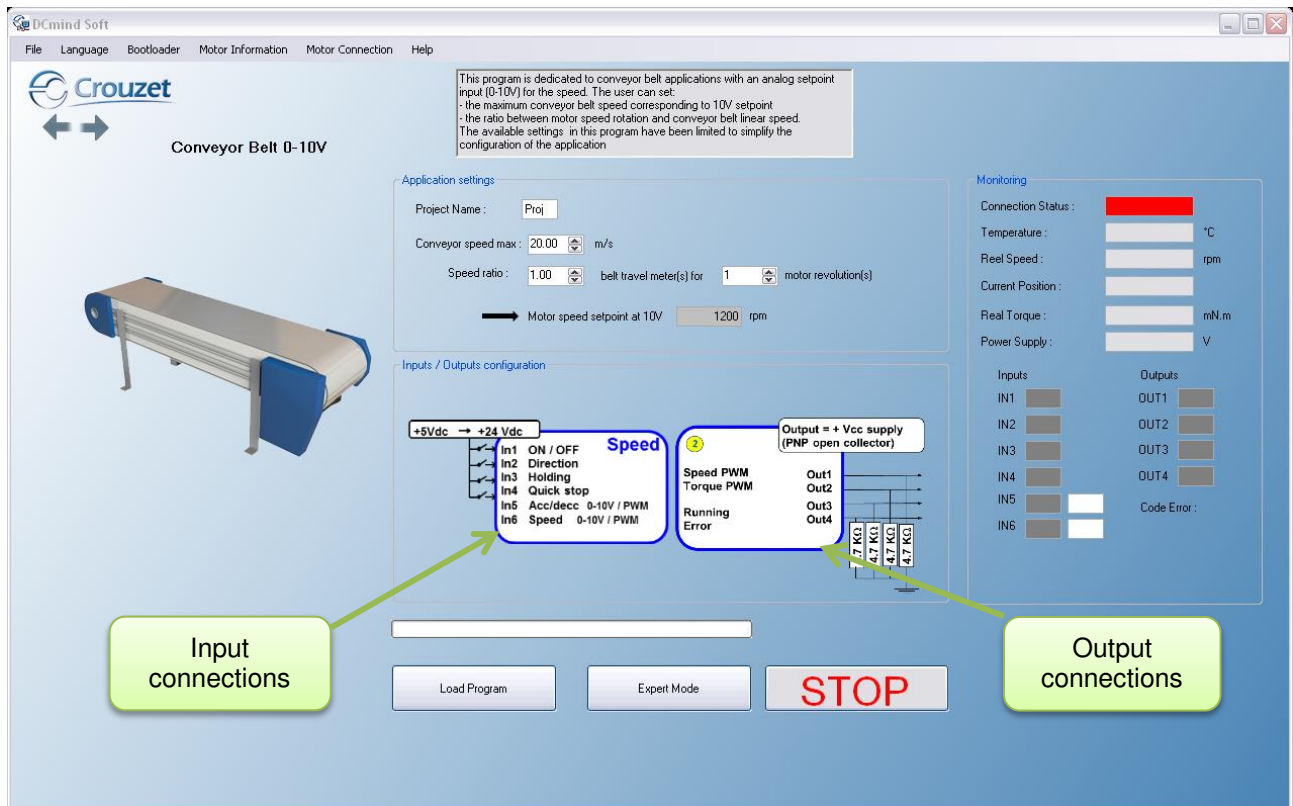 DCmind Soft
File Language Bootloader Motor Information Motor Connection Help
Crouzet
Conveyor Belt 0-10V
This program is dedicated to conveyor belt applications with an analog setpoint
input (0-10V) for the speed. The user can set:
- the maximum conveyor belt speed corresponding to 10V setpoint
- the ratio between motor speed rotation and conveyor belt linear speed.
The available settings in this program have been limited to simplify the
configuration of the application
Application settings
Project Name : Proj
Conveyor speed max : 20.00 m/s
Speed ratio : 1.00 belt travel meter(s) for 1 motor revolution(s)
Motor speed setpoint at 10V 1200 rpm
Inputs / Outputs configuration
+5Vdc → +24 Vdc
Speed
In1 ON / OFF
In2 Direction
In3 Holding
In4 Quick stop
In5 Acc/decc 0-10V / PWM
In6 Speed 0-10V / PWM
2
Output = + Vcc supply
(PNP open collector)
Speed PWM Out1
Torque PWM Out2
Running Out3
Error Out4
4.7 KΩ
4.7 KΩ
4.7 KΩ
4.7 KΩ
Monitoring
Connection Status :
Temperature : °C
Reel Speed : rpm
Current Position :
Real Torque : mN.m
Power Supply : V
Inputs Outputs
IN1 OUT1
IN2 OUT2
IN3 OUT3
IN4 OUT4
IN5 Code Error :
IN6
Input
connections
Output
connections
Load Program Expert Mode STOP